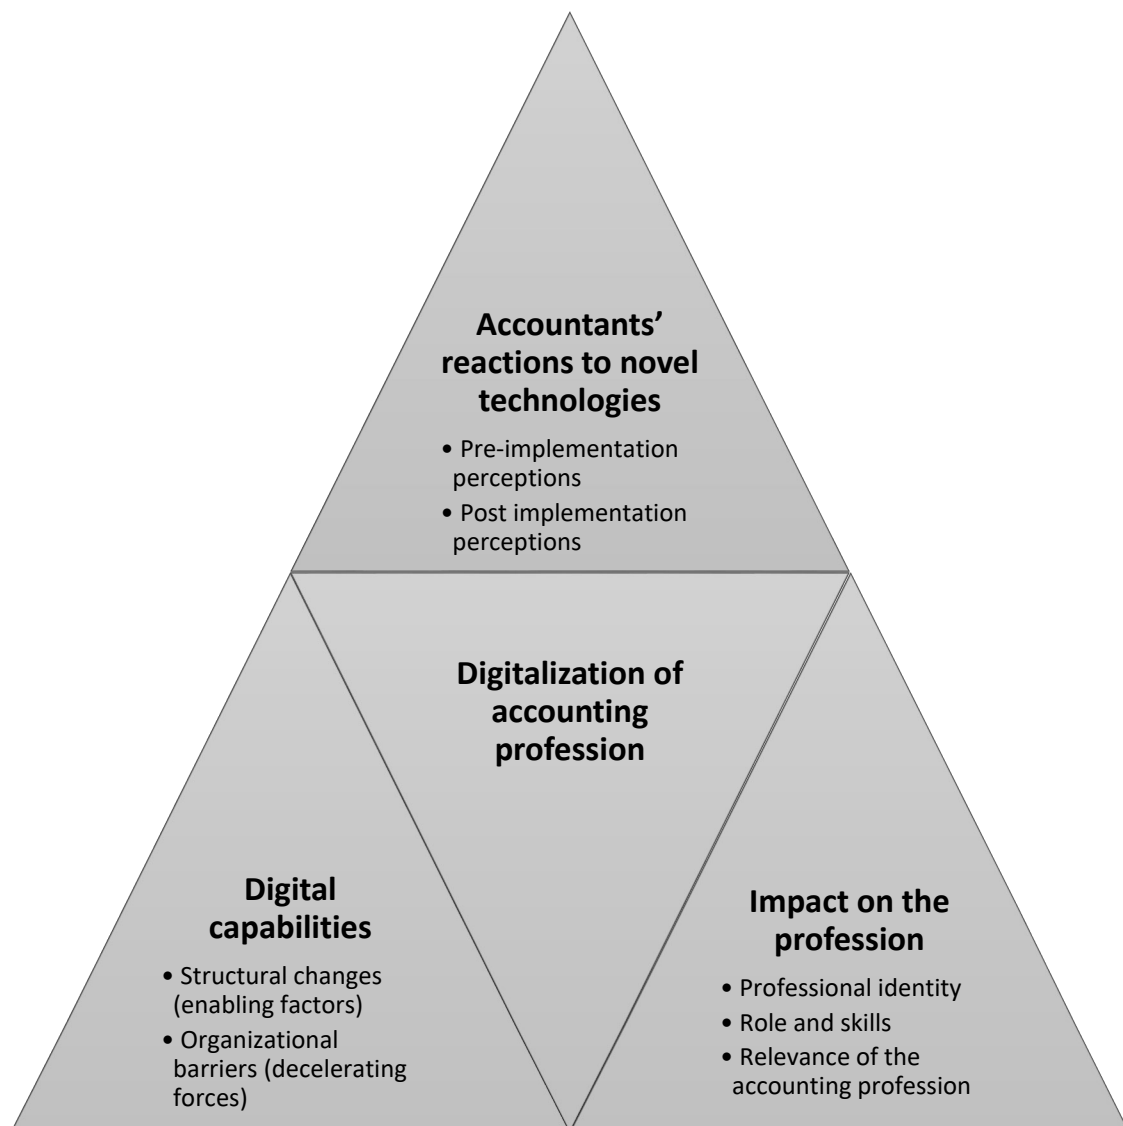 Accountants’
reactions to novel
technologies
• Pre-implementation
perceptions
• Post implementation
perceptions
Digitalization of
accounting
profession
Digital
capabilities
• Structural changes
(enabling factors)
• Organizational
barriers (decelerating
forces)
Impact on the
profession
• Professional identity
• Role and skills
• Relevance of the
accounting profession